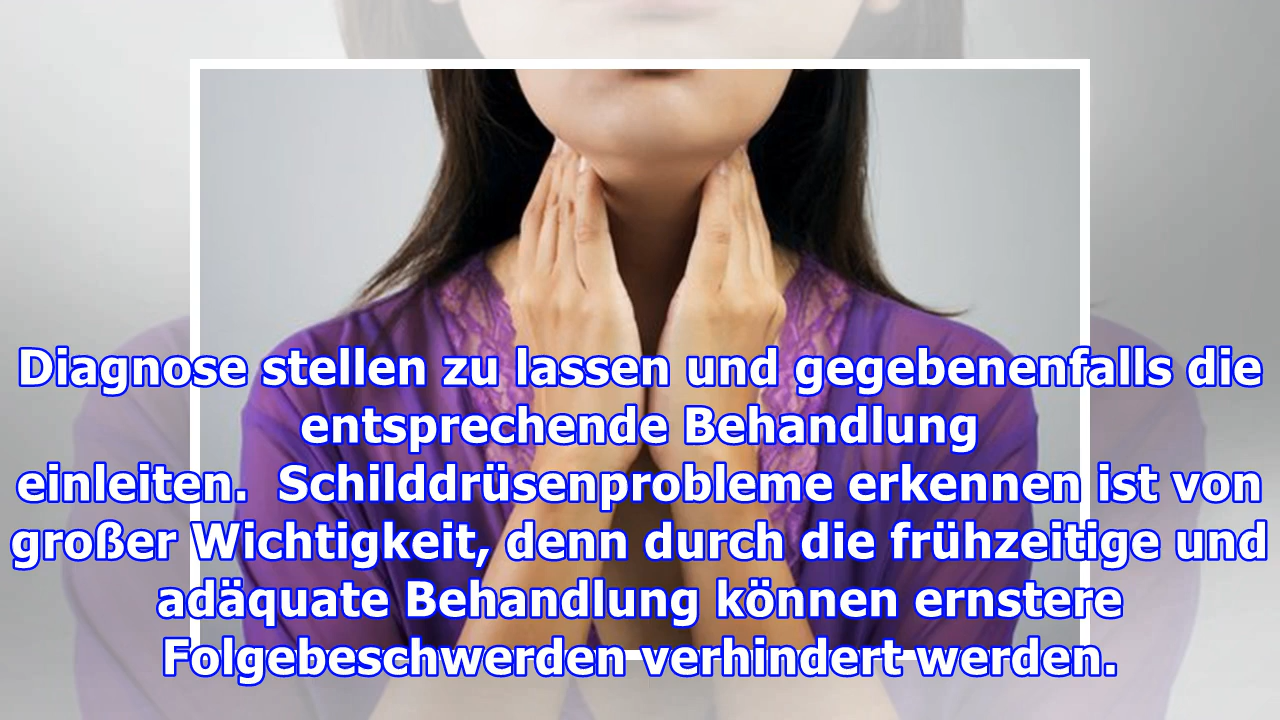 Diagnose stellen zu lassen und gegebenenfalls die
entsprechende Behandlung
einleiten.  Schilddrüsenprobleme erkennen ist von
großer Wichtigkeit, denn durch die frühzeitige und
adäquate Behandlung können ernstere
Folgebeschwerden verhindert werden.